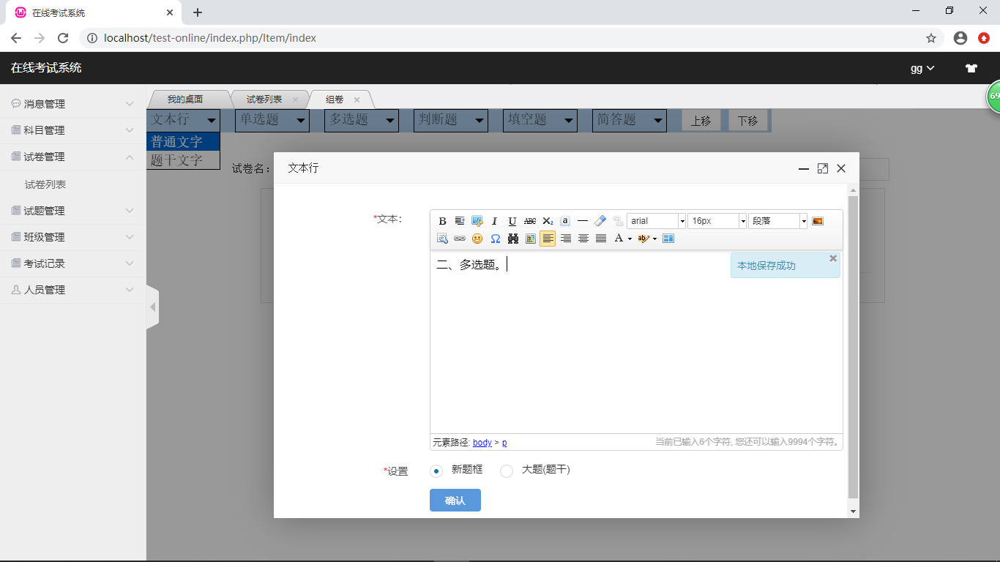 在线考试系统
localhost/test-online/index.php/Item/index
在线考试系统
gg
69
消息管理
科目管理
试卷管理
试卷列表
试题管理
班级管理
考试记录
人员管理
我的桌面 试卷列表 组卷
文本行 单选题 多选题 判断题 填空题 简答题 上移 下移
普通文字
题干文字
试卷名：
文本行
*文本：
B I U ABC X₂ a arial 16px 段落
Ω A ab
二、多选题。
本地保存成功
元素路径: body > p 当前已输入6个字符, 您还可以输入9994个字符。
*设置 新题框 大题(题干)
确认